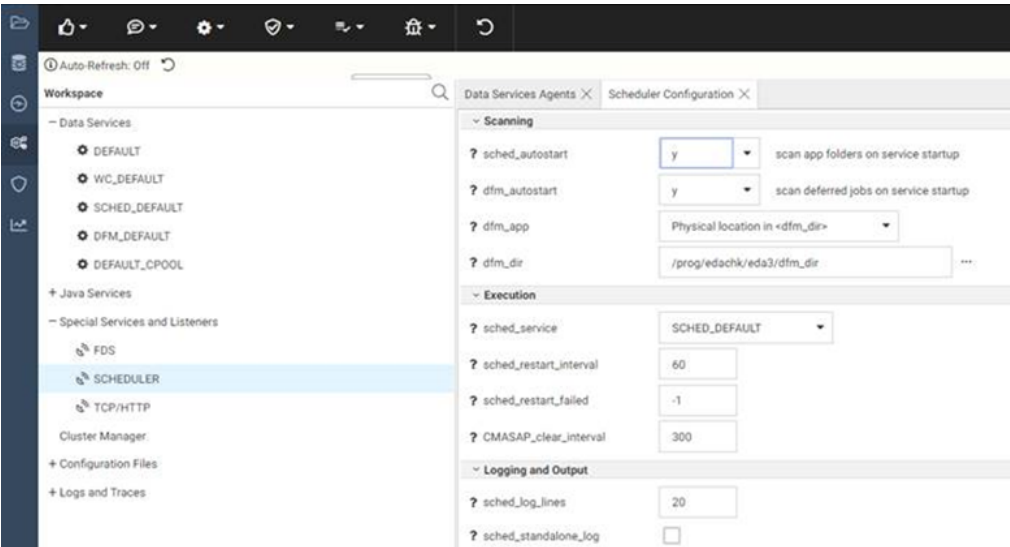 Auto-Refresh: Off
Workspace
Data Services Agents
Scheduler Configuration
Data Services
DEFAULT
WC_DEFAULT
SCHED_DEFAULT
DFM_DEFAULT
DEFAULT_CPOOL
+ Java Services
Special Services and Listeners
FDS
SCHEDULER
TCP/HTTP
Cluster Manager
+ Configuration Files
+ Logs and Traces
Scanning
? sched_autostart y scan app folders on service startup
? dfm_autostart y scan deferred jobs on service startup
? dfm_app Physical location in <dfm_dir>
? dfm_dir /prog/edachk/eda3/dfm_dir ...
Execution
? sched_service SCHED_DEFAULT
? sched_restart_interval 60
? sched_restart_failed -1
? CMASAP_clear_interval 300
Logging and Output
? sched_log_lines 20
? sched_standalone_log